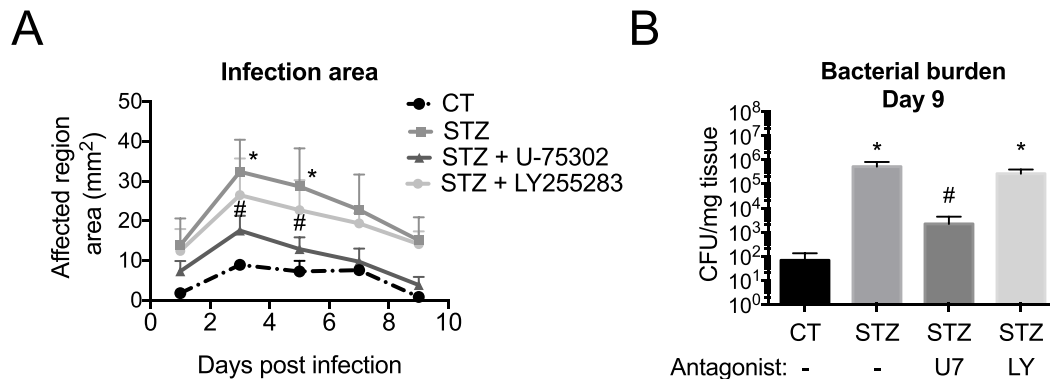 A
Infection area
CT
STZ
STZ + U-75302
STZ + LY255283
Affected region
area (mm2)
50
40
30
20
10
0
* *
# #
0 2 4 6 8 10
Days post infection
B
Bacterial burden
Day 9
CFU/mg tissue
10^8
10^7
10^6
10^5
10^4
10^3
10^2
10^1
10^0
* # *
CT STZ STZ STZ
Antagonist: - - U7 LY